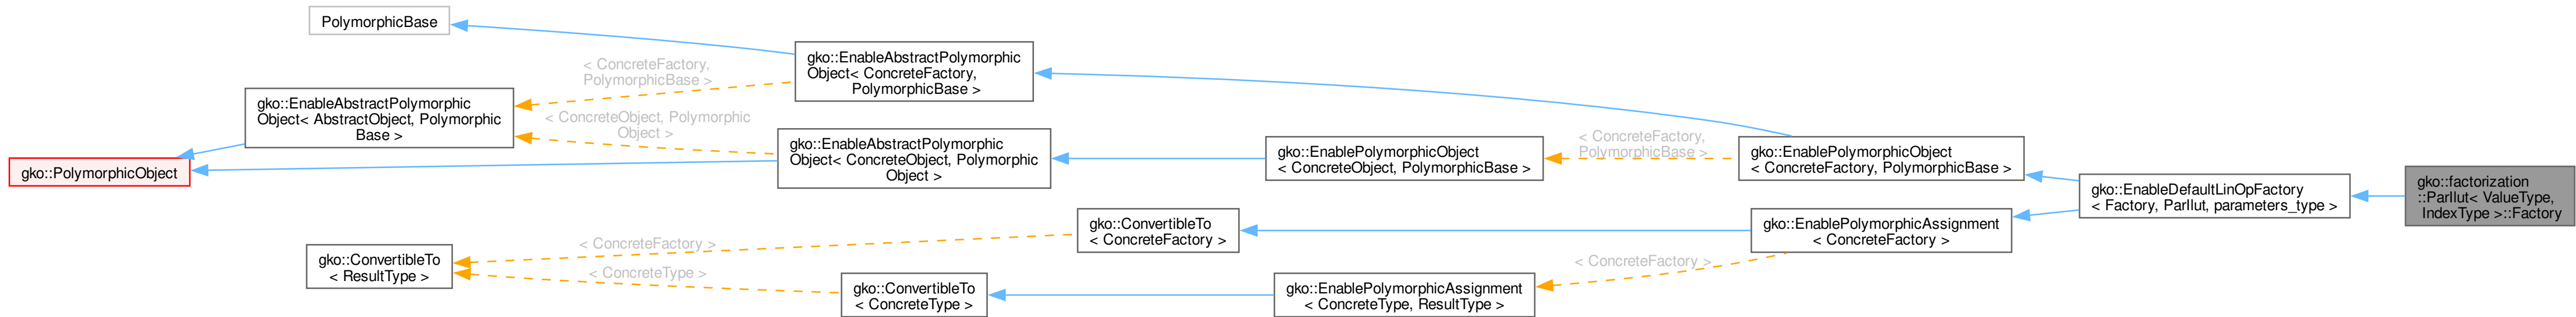 PolymorphicBase
gko::EnableAbstractPolymorphic
Object< ConcreteFactory,
PolymorphicBase >
< ConcreteFactory,
PolymorphicBase >
gko::EnableAbstractPolymorphic
Object< AbstractObject, Polymorphic
Base >
< ConcreteObject, Polymorphic
Object >
gko::EnableAbstractPolymorphic
Object< ConcreteObject, Polymorphic
Object >
gko::PolymorphicObject
gko::EnablePolymorphicObject
< ConcreteObject, PolymorphicBase >
< ConcreteFactory,
PolymorphicBase >
gko::EnablePolymorphicObject
< ConcreteFactory, PolymorphicBase >
gko::EnableDefaultLinOpFactory
< Factory, ParIlut, parameters_type >
gko::factorization
::ParIlut< ValueType,
IndexType >::Factory
gko::ConvertibleTo
< ConcreteFactory >
gko::EnablePolymorphicAssignment
< ConcreteFactory >
gko::ConvertibleTo
< ResultType >
< ConcreteFactory >
< ConcreteType >
gko::ConvertibleTo
< ConcreteType >
gko::EnablePolymorphicAssignment
< ConcreteType, ResultType >
< ConcreteFactory >